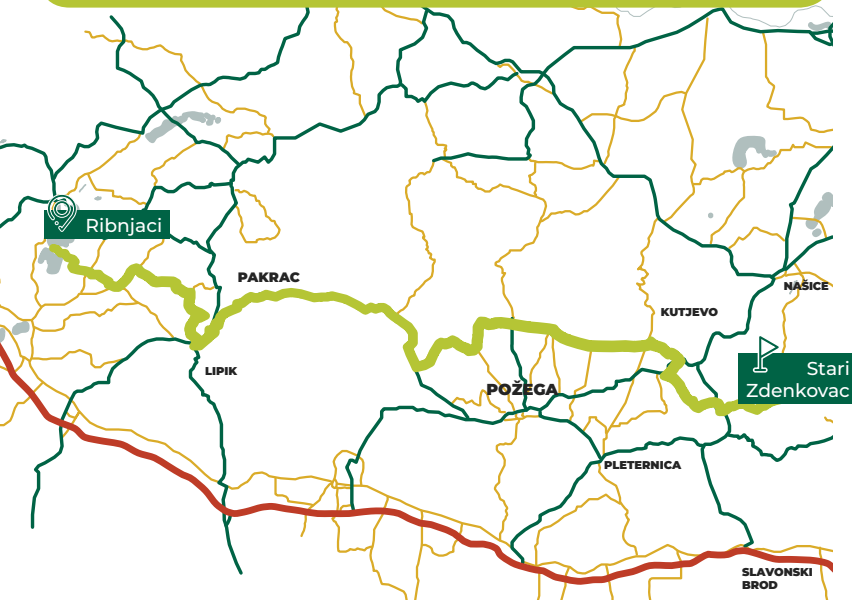 Ribnjaci
PAKRAC
NAŠICE
KUTJEVO
LIPIK
Stari
Zdenkovac
POŽEGA
PLETERNICA
SLAVONSKI
BROD